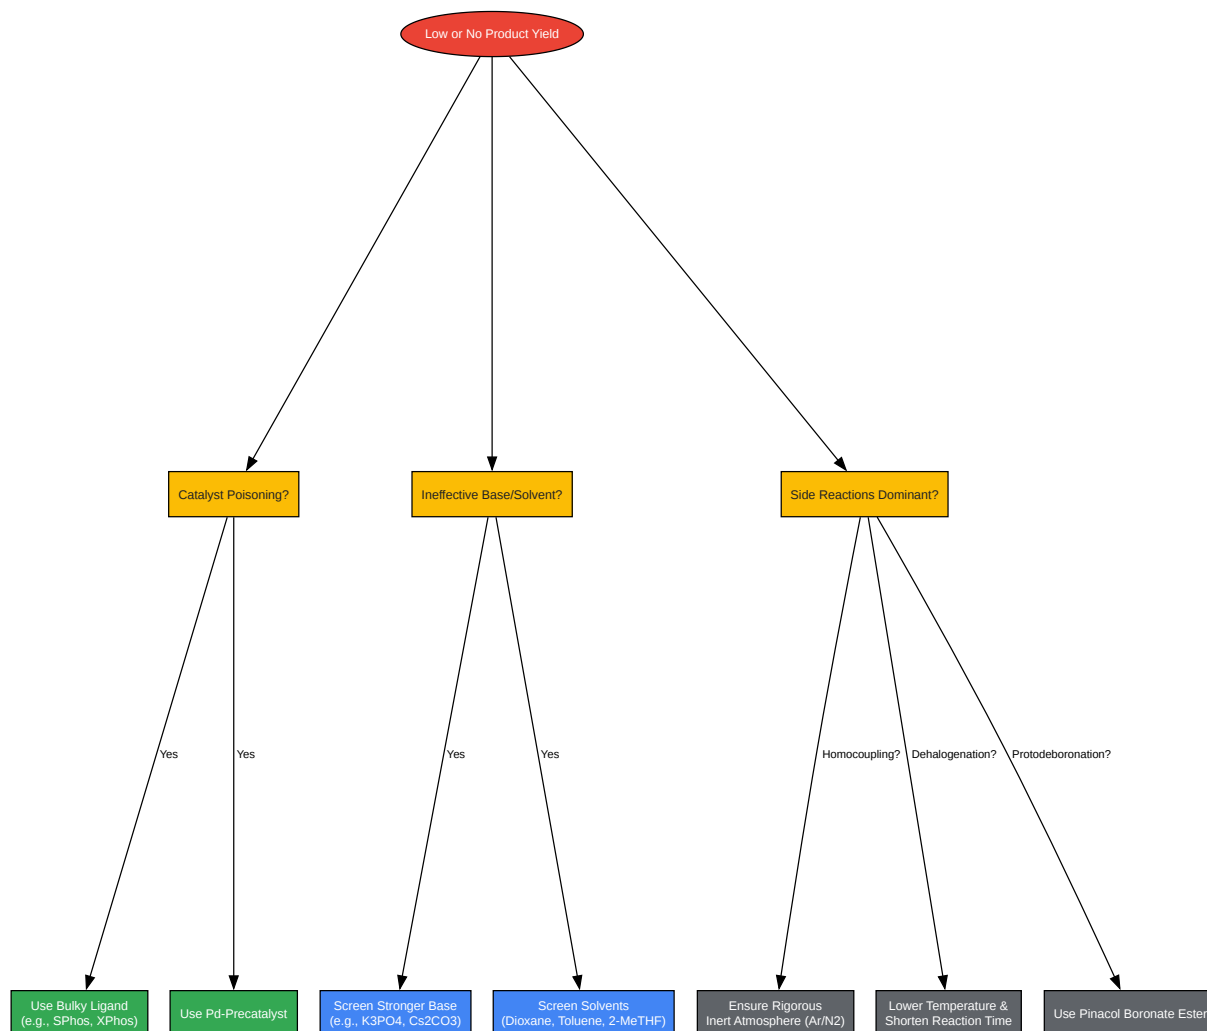 Low or No Product Yield
Catalyst Poisoning?
Ineffective Base/Solvent?
Side Reactions Dominant?
Yes
Yes
Yes
Yes
Homocoupling?
Dehalogenation?
Protodeboronation?
Use Bulky Ligand
(e.g., SPhos, XPhos)
Use Pd-Precatalyst
Screen Stronger Base
(e.g., K3PO4, Cs2CO3)
Screen Solvents
(Dioxane, Toluene, 2-MeTHF)
Ensure Rigorous
Inert Atmosphere (Ar/N2)
Lower Temperature &
Shorten Reaction Time
Use Pinacol Boronate Ester